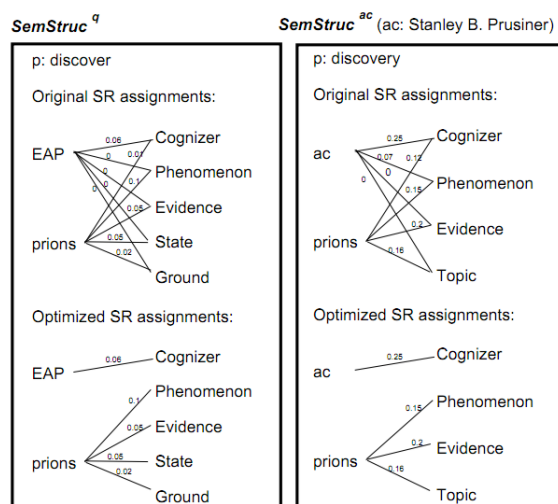 SemStruc q
p: discover
Original SR assignments:
EAP
prions
0.06
0
0.01
0
0
0
0.1
0.05
0.05
0.02
Cognizer
Phenomenon
Evidence
State
Ground
Optimized SR assignments:
EAP
prions
0.06
0.1
0.05
0.05
0.02
Cognizer
Phenomenon
Evidence
State
Ground
SemStruc ac (ac: Stanley B. Prusiner)
p: discovery
Original SR assignments:
ac
prions
0.25
0.07
0.12
0
0
0.15
0.2
0.16
Cognizer
Phenomenon
Evidence
Topic
Optimized SR assignments:
ac
prions
0.25
0.15
0.2
0.16
Cognizer
Phenomenon
Evidence
Topic